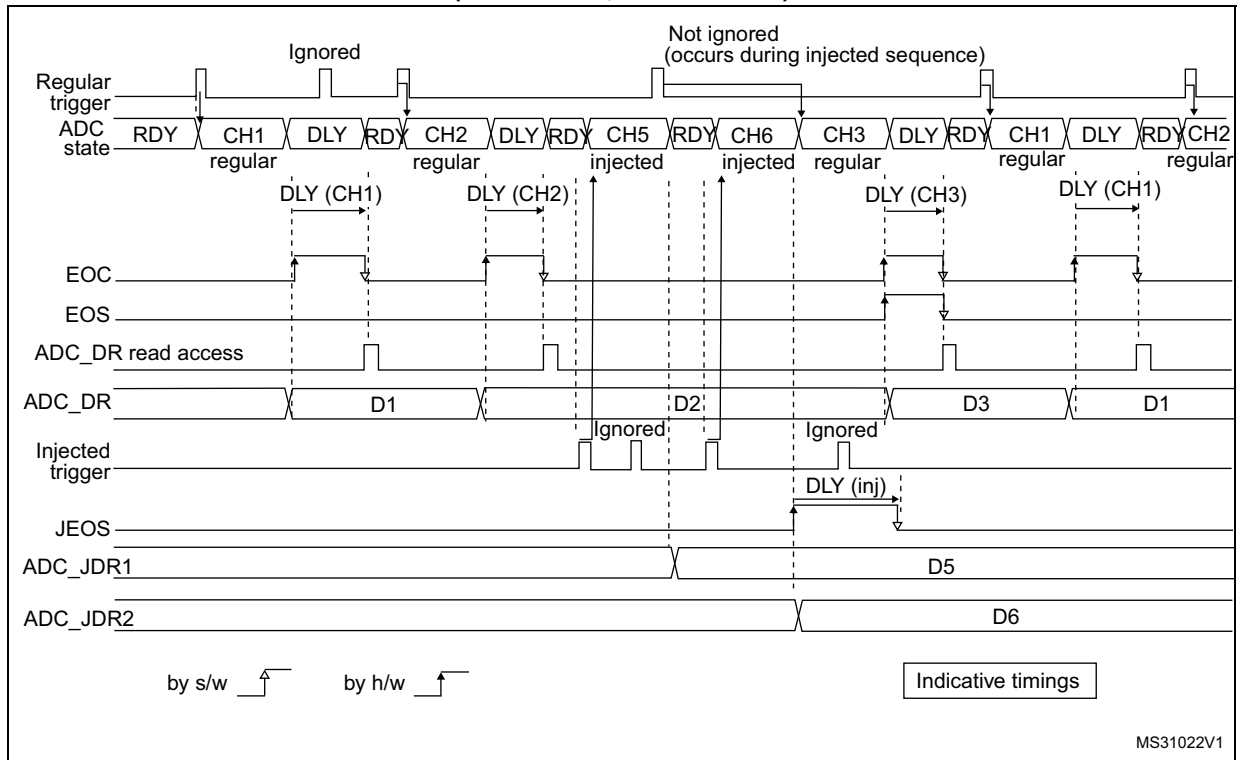 Ignored
Not ignored
(occurs during injected sequence)
Regular
trigger
ADC
state
RDY CH1 DLY RDY CH2 DLY RDY CH5 RDY CH6 CH3 DLY RDY CH1 DLY RDY CH2
regular regular injected injected regular regular regular
DLY (CH1) DLY (CH2) DLY (CH3) DLY (CH1)
EOC
EOS
ADC_DR read access
ADC_DR D1 D2 D3 D1
Ignored Ignored
Injected
trigger
DLY (inj)
JEOS
ADC_JDR1 D5
ADC_JDR2 D6
by s/w by h/w Indicative timings
MS31022V1